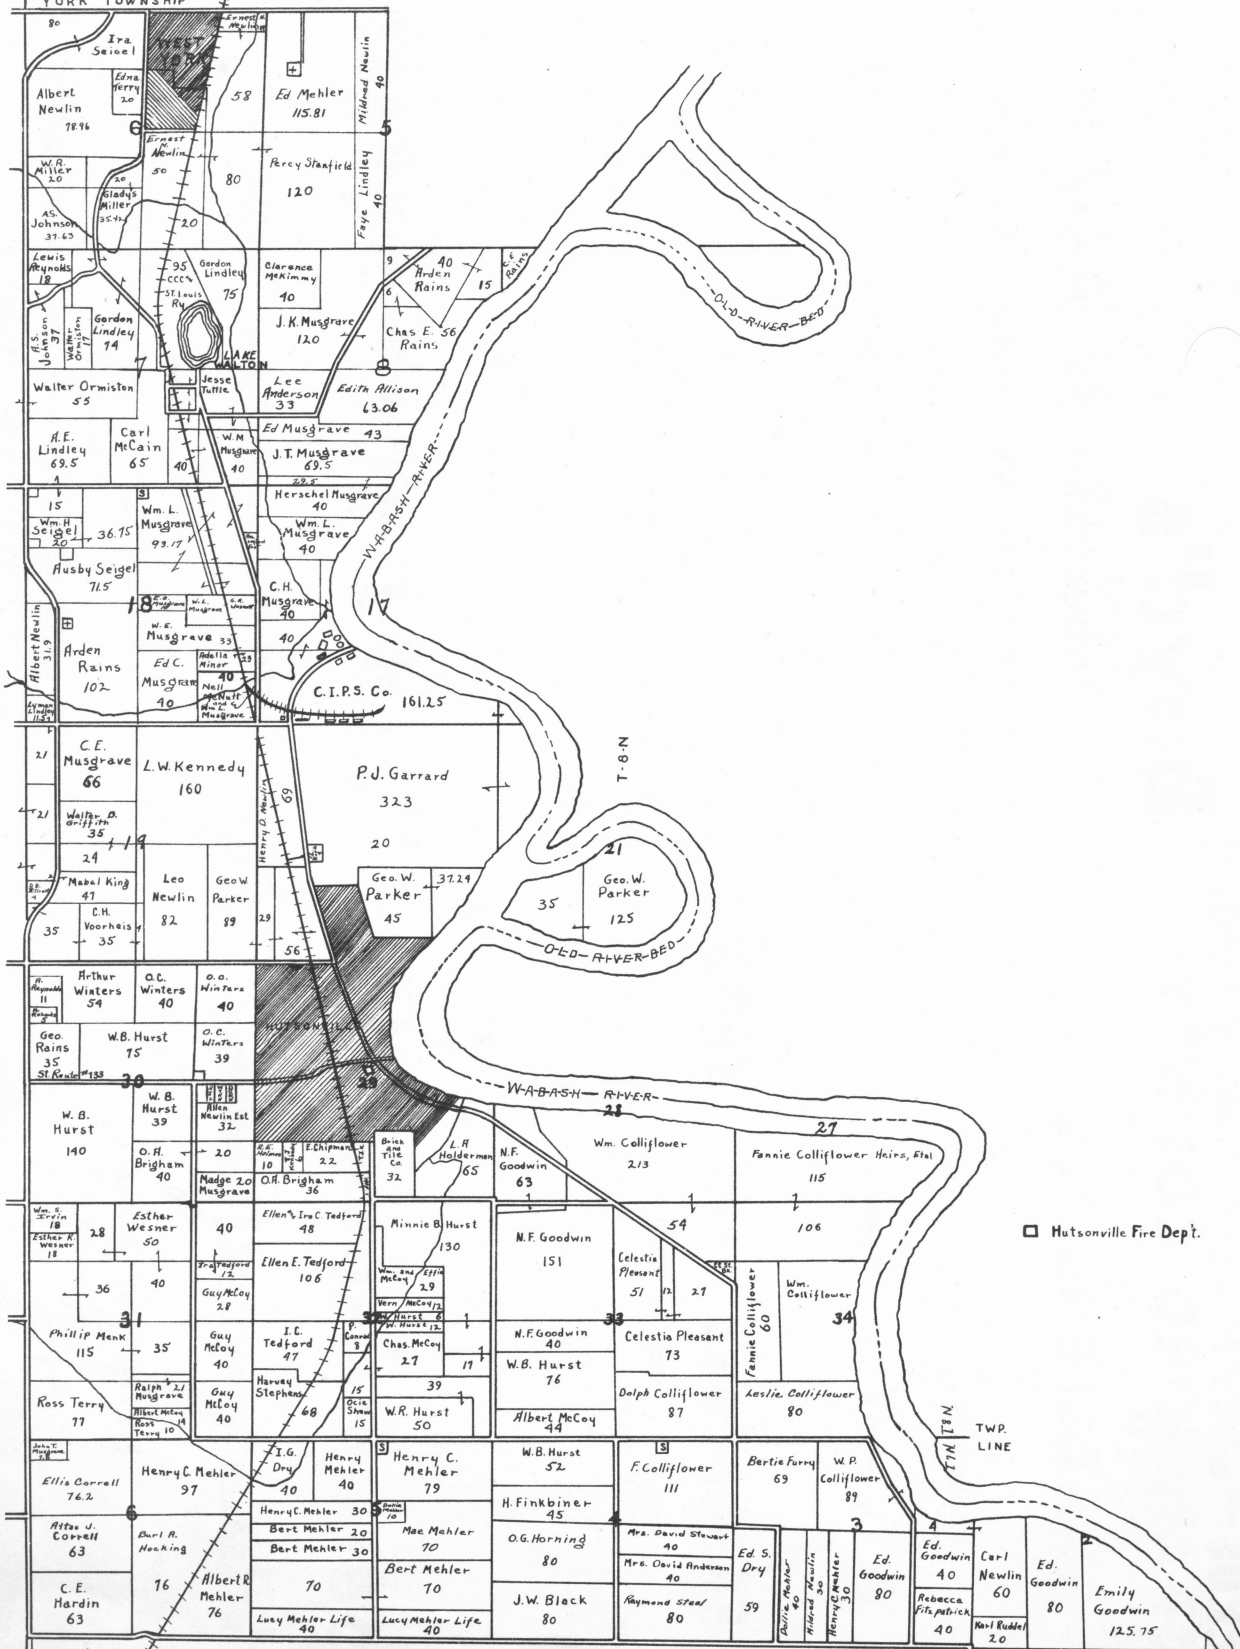 YORK TOWNSHIP
80
Ira
Seigel
WEST
YORK
Ernest
Newlin
Albert
Newlin
78.96
Edna
Terry
20
6
58
Ed Mehler
115.81
Mildred Newlin
40
5
Ernest
N.
Newlin
50
80
Percy Stanfield
120
Faye Lindley
40
W.R.
Miller
20
20
Gladys
Miller
35.42
A.S.
Johnson
37.63
20
Lewis
Reynolds
18
95
CCC&
St. Louis
Ry
Gordon
Lindley
75
Clarence
McKimmy
40
9
40
Arden
Rains
15
C.E.
Rains
6
Chas E. 56
Rains
A.S.
Johnson
37
Walter
Ormiston
17
Gordon
Lindley
74
7
J.K. Musgrave
120
LAKE
WALTON
8
OLD RIVER BED
Walter Ormiston
55
Jesse
Tuttle
Lee
Anderson
33
Edith Allison
63.06
A.E.
Lindley
69.5
Carl
McCain
65
40
W.M
Musgrave
40
Ed Musgrave 43
J.T. Musgrave
69.5
29.5
Herschel Musgrave
40
WABASH RIVER
15
Wm. H
Seigel
20
36.75
S
Wm. L.
Musgrave
93.17
Wm. L.
Musgrave
40
Ausby Seigel
71.5
18
C.H.
Musgrave
40
17
W.L.
Musgrave
W.E.
Musgrave 33
40
Albert Newlin
31.9
Arden
Rains
102
Ed C.
Musgrave
40
Adella 23
Minor
40
Nell
McNutt
and
Wm L.
Musgrave
C.I.P.S. Co.
161.25
Lyman
Lindley
11.54
21
C.E.
Musgrave
66
L.W. Kennedy
160
Henry D. Newlin
69
P.J. Garrard
323
T-8-N
21
Walter D.
Griffith
35
19
24
20
21
Mabel King
47
Leo
Newlin
82
Geo W
Parker
89
Geo. W.
Parker
45
37.24
35
Geo. W.
Parker
125
35
C.H.
Voorheis
35
29
56
OLD RIVER BED
A.
Reynolds
11
Arthur
Winters
54
O.C.
Winters
40
O.O.
Winters
40
Geo.
Rains
35
St. Route #133
W.B. Hurst
75
O.C.
Winters
39
HUTSONVILLE
30
29
WABASH RIVER
28
27
W. B.
Hurst
140
W. B.
Hurst
39
Allen
Newlin Est
32
O.A.
Brigham
40
20
R.E.
Holmes
10
E. Chipman
22
Brick
and
Tile
Co.
32
L.A
Holderman
65
N.F.
Goodwin
63
Wm. Colliflower
213
Fannie Colliflower Heirs, Etal
115
Madge 20
Musgrave
O.A. Brigham
36
Wm. S.
Irvin
18
Esther R.
Wesner
18
28
Esther
Wesner
50
40
Ellen & Ira C. Tedford
48
Minnie B Hurst
130
N.F. Goodwin
151
54
106
Hutsonville Fire Dep't.
36
40
Ira Tedford
12
Guy McCoy
28
Ellen E. Tedford
106
Wm. and Effie
McCoy
29
Vern McCoy 12
W. Hurst 6
W. Hurst 12
Celestia
Pleasant
51
12
27
Fannie Colliflower
60
Wm.
Colliflower
31
32
33
34
Phillip Menk
115
35
Guy
McCoy
40
I.C.
Tedford
47
P.
Conrad
8
Chas. McCoy
27
17
N.F. Goodwin
40
Celestia Pleasant
73
W.B. Hurst
76
Ross Terry
77
Ralph 21
Musgrave
Albert McCoy 14
Ross
Terry 10
Guy
McCoy
40
Harvey
Stephens
68
15
Ocie
Shaw
15
39
W.R. Hurst
50
Albert McCoy
44
Dolph Colliflower
87
Leslie Colliflower
80
T8N
T7N
TWP.
LINE
John T.
Musgrave
7.8
Ellis Correll
76.2
Henry C. Mehler
97
I.G.
Dry
40
Henry
Mehler
40
S
Henry C.
Mehler
79
W.B. Hurst
52
S
F. Colliflower
111
Bertie Furry
69
W.P.
Colliflower
89
6
Henry C. Mehler 30
5
Dollie
Mehler
10
H. Finkbiner
45
4
3
4
2
Attas J.
Correll
63
Burl A.
Hocking
76
Bert Mehler 20
Bert Mehler 30
Mae Mehler
70
O.G. Horning
80
Mrs. David Stewart
40
Mrs. David Anderson
40
Ed. S.
Dry
59
Dollie Mehler
40
Mildred Newlin
30
Henry C. Mehler
30
Ed.
Goodwin
80
Ed.
Goodwin
40
Carl
Newlin
60
Ed.
Goodwin
80
Emily
Goodwin
125.75
C.E.
Hardin
63
Albert R
Mehler
76
70
Bert Mehler
70
J.W. Black
80
Raymond Steal
80
Rebecca
Fitzpatrick
40
Karl Ruddel
20
Lucy Mehler Life
40
Lucy Mehler Life
40